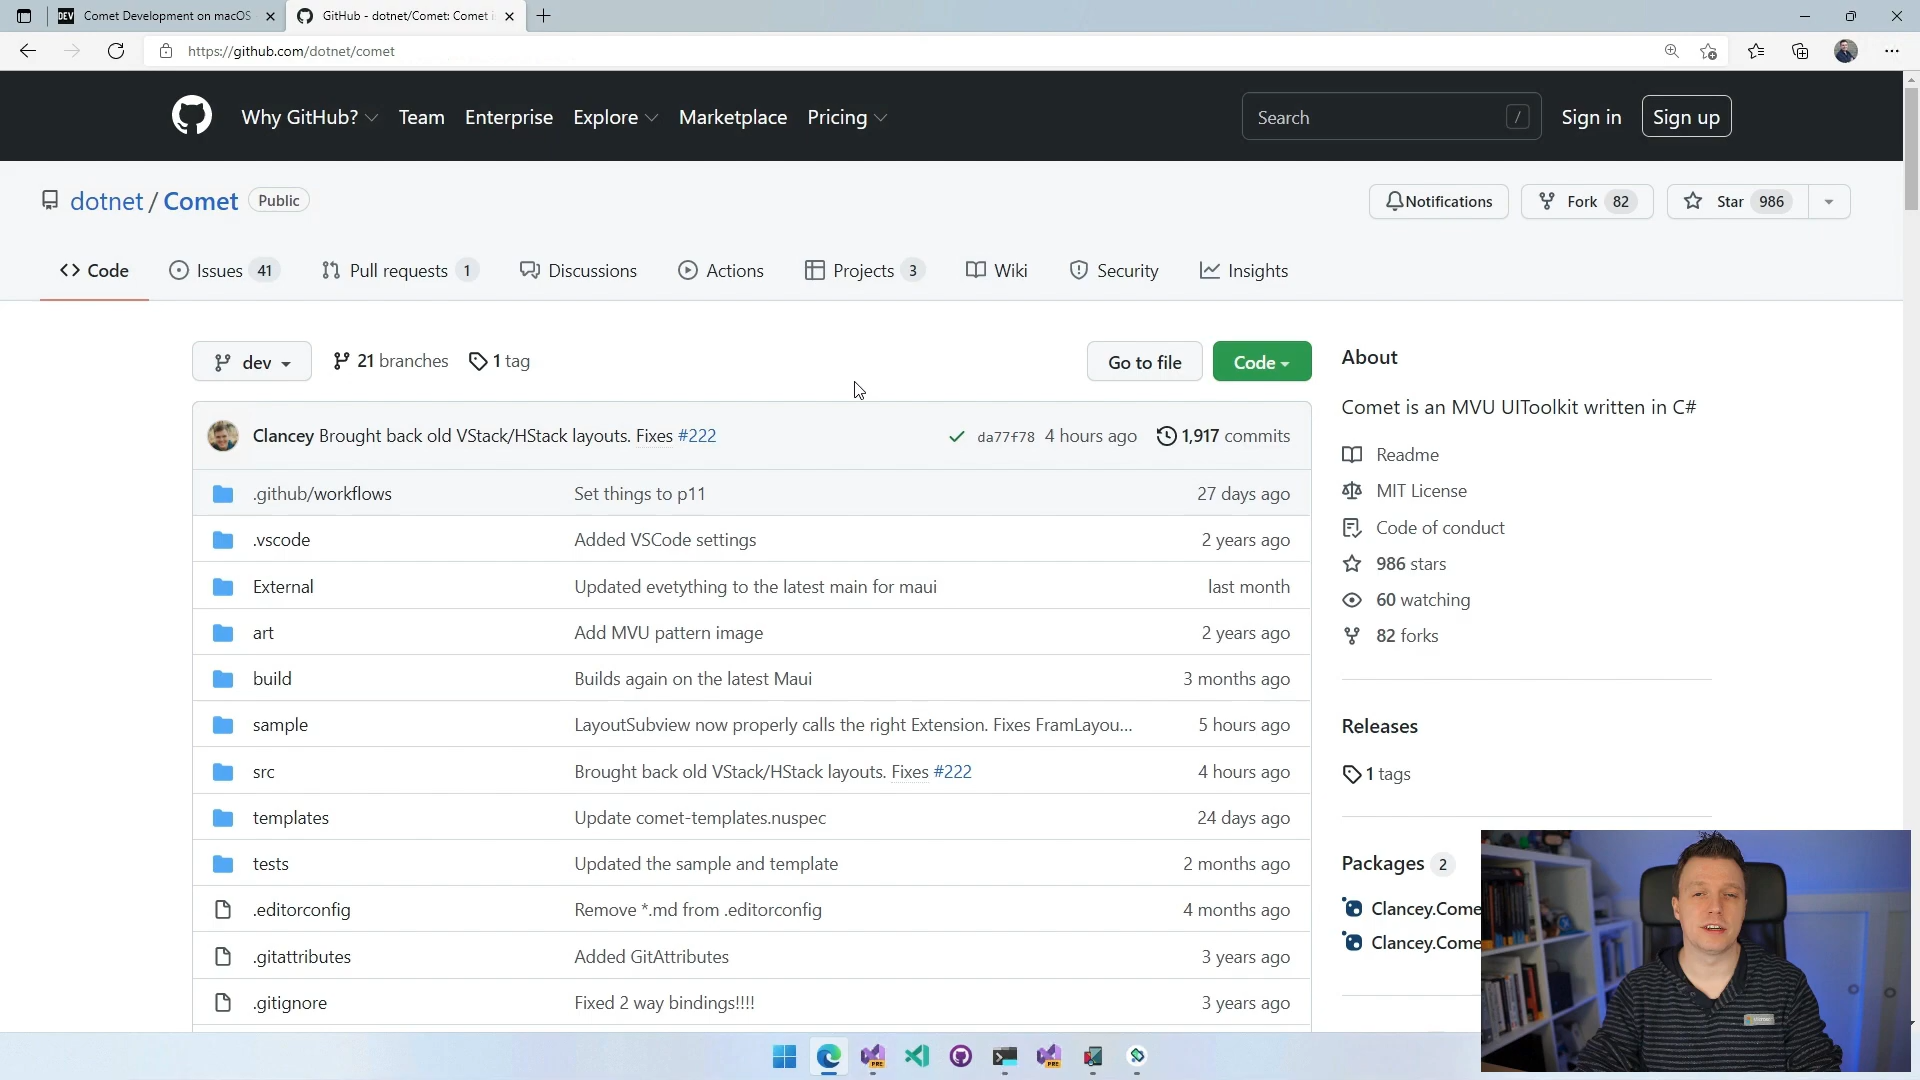 DEV Comet Development on macOS
GitHub - dotnet/Comet: Comet i
https://github.com/dotnet/comet
Why GitHub? Team Enterprise Explore Marketplace Pricing
Search /
Sign in
Sign up
dotnet / Comet Public
Notifications
Fork 82
Star 986
Code
Issues 41
Pull requests 1
Discussions
Actions
Projects 3
Wiki
Security
Insights
dev
21 branches
1 tag
Go to file
Code
Clancey Brought back old VStack/HStack layouts. Fixes #222
da77f78 4 hours ago
1,917 commits
.github/workflows Set things to p11 27 days ago
.vscode Added VSCode settings 2 years ago
External Updated evetything to the latest main for maui last month
art Add MVU pattern image 2 years ago
build Builds again on the latest Maui 3 months ago
sample LayoutSubview now properly calls the right Extension. Fixes FramLayou... 5 hours ago
src Brought back old VStack/HStack layouts. Fixes #222 4 hours ago
templates Update comet-templates.nuspec 24 days ago
tests Updated the sample and template 2 months ago
.editorconfig Remove *.md from .editorconfig 4 months ago
.gitattributes Added GitAttributes 3 years ago
.gitignore Fixed 2 way bindings!!!! 3 years ago
About
Comet is an MVU UIToolkit written in C#
Readme
MIT License
Code of conduct
986 stars
60 watching
82 forks
Releases
1 tags
Packages 2
Clancey.Come
Clancey.Come
PRE
PRE